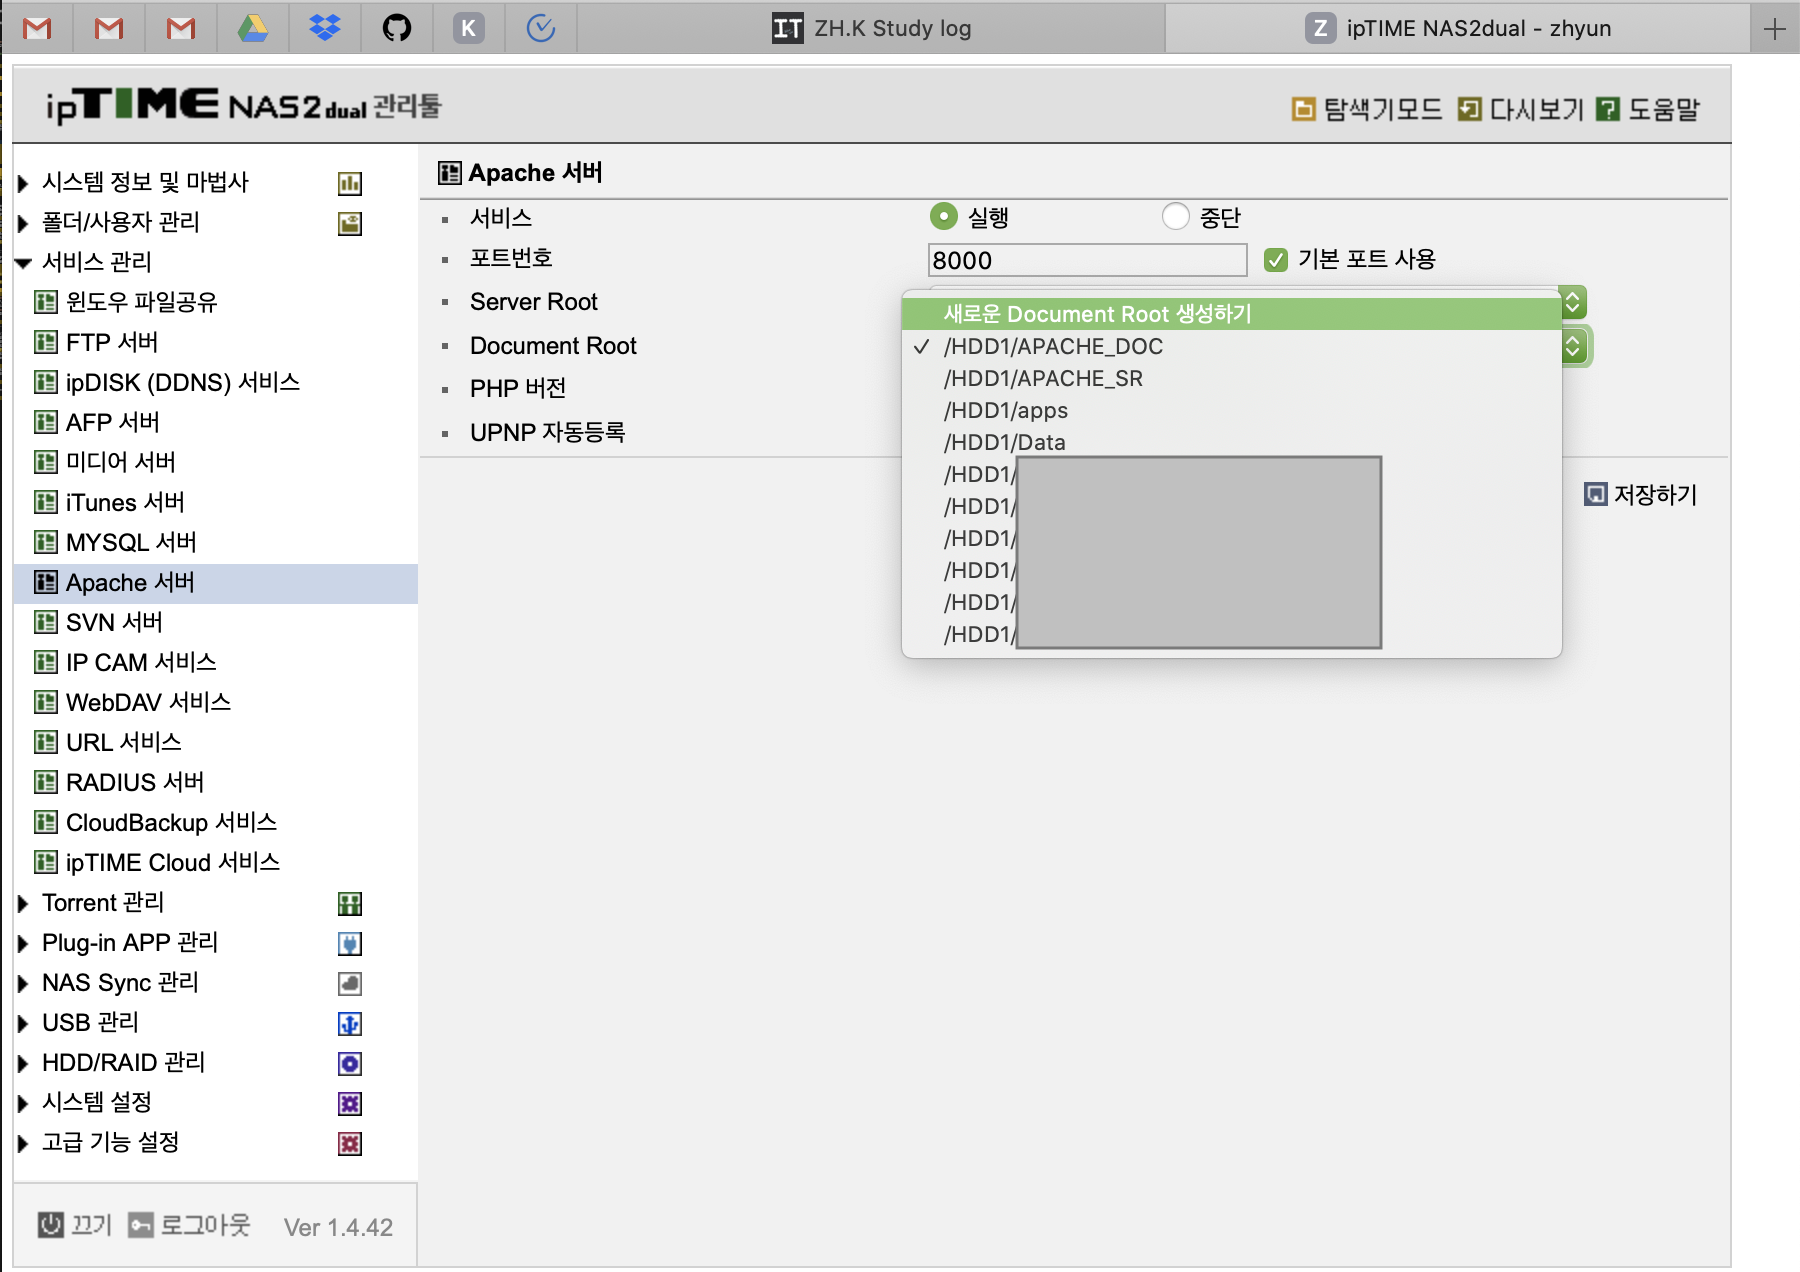 K
IT ZH.K Study log
Z ipTIME NAS2dual - zhyun
ipTIME NAS2dual 관리툴
탐색기모드 다시보기 ? 도움말
시스템 정보 및 마법사
폴더/사용자 관리
서비스 관리
윈도우 파일공유
FTP 서버
ipDISK (DDNS) 서비스
AFP 서버
미디어 서버
iTunes 서버
MYSQL 서버
Apache 서버
SVN 서버
IP CAM 서비스
WebDAV 서비스
URL 서비스
RADIUS 서버
CloudBackup 서비스
ipTIME Cloud 서비스
Torrent 관리
Plug-in APP 관리
NAS Sync 관리
USB 관리
HDD/RAID 관리
시스템 설정
고급 기능 설정
끄기 로그아웃 Ver 1.4.42
Apache 서버
서비스 실행 중단
포트번호 8000 기본 포트 사용
Server Root
Document Root
PHP 버전
UPNP 자동등록
새로운 Document Root 생성하기
/HDD1/APACHE_DOC
/HDD1/APACHE_SR
/HDD1/apps
/HDD1/Data
/HDD1/
/HDD1/
/HDD1/
/HDD1/
/HDD1/
/HDD1/
저장하기